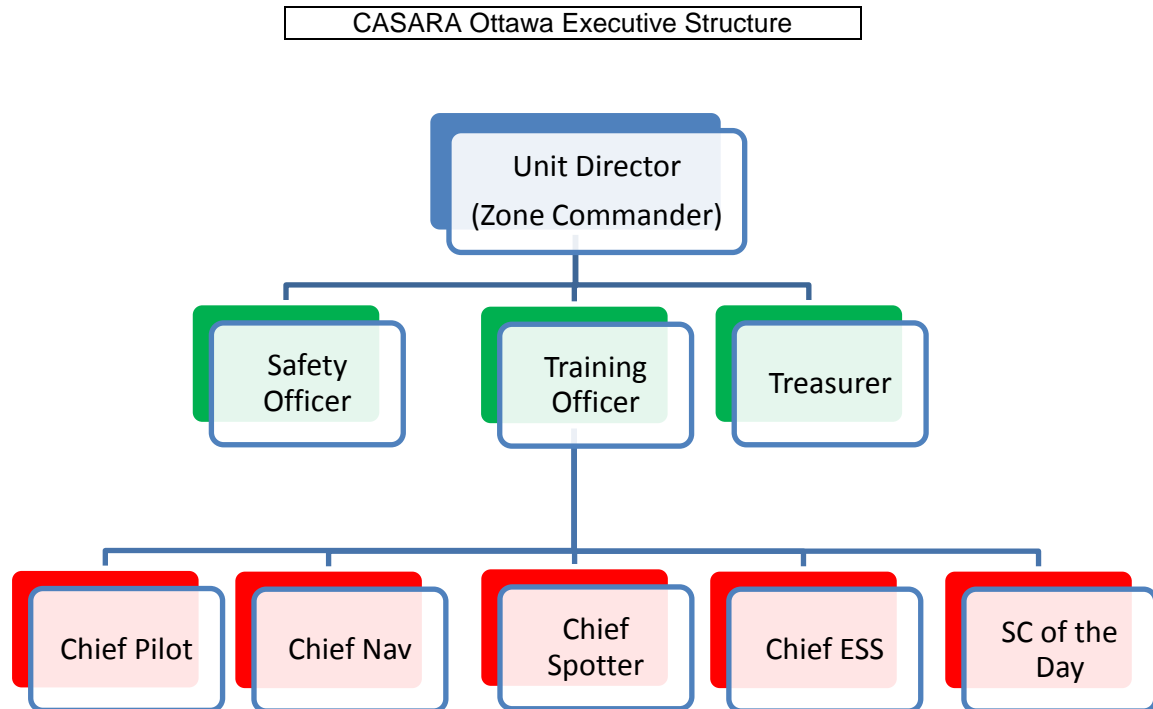 CASARA Ottawa Executive Structure
Unit Director
(Zone Commander)
Safety
Officer
Training
Officer
Treasurer
Chief Pilot
Chief Nav
Chief
Spotter
Chief ESS
SC of the
Day